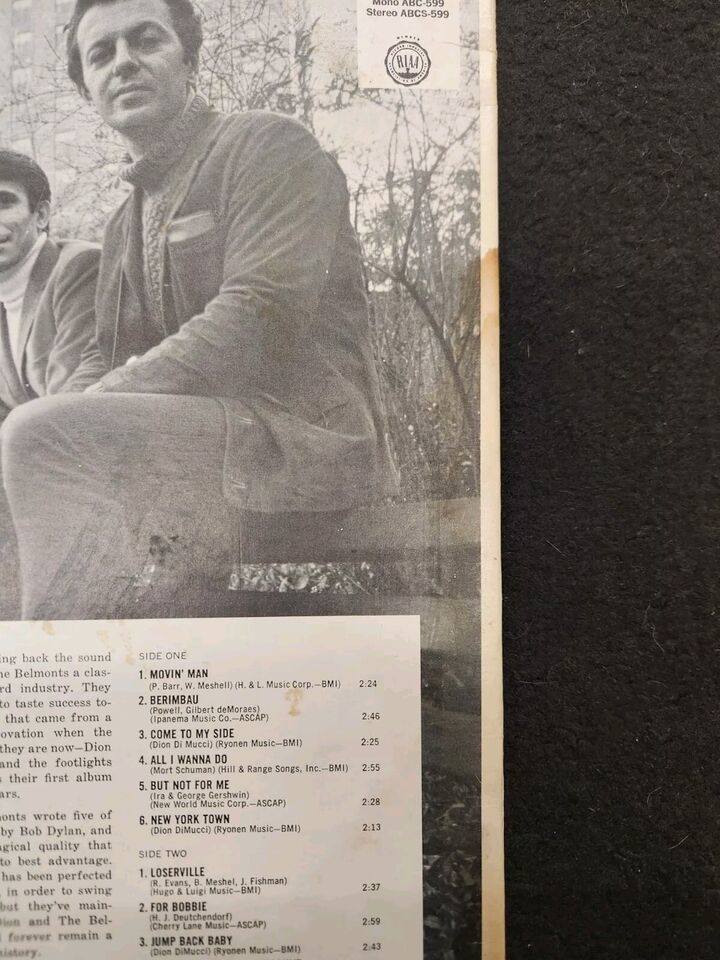 Mono ABC-599
Stereo ABCS-599
RIAA
ing back the sound
he Belmonts a clas-
rd industry. They
to taste success to-
that came from a
ovation when the
they are now—Dion
and the footlights
their first album
ars.
monts wrote five of
by Bob Dylan, and
agical quality that
to best advantage.
has been perfected
in order to swing
but they've main-
Dion and The Bel-
forever remain a
history.
SIDE ONE
1. MOVIN' MAN
(P. Barr, W. Meshell) (H. & L. Music Corp.—BMI) 2:24
2. BERIMBAU
(Powell, Gilbert deMoraes)
(Ipanema Music Co.—ASCAP) 2:46
3. COME TO MY SIDE
(Dion Di Mucci) (Ryonen Music—BMI) 2:25
4. ALL I WANNA DO
(Mort Schuman) (Hill & Range Songs, Inc.—BMI) 2:55
5. BUT NOT FOR ME
(Ira & George Gershwin)
(New World Music Corp.—ASCAP) 2:28
6. NEW YORK TOWN
(Dion DiMucci) (Ryonen Music—BMI) 2:13
SIDE TWO
1. LOSERVILLE
(R. Evans, B. Meshel, J. Fishman)
(Hugo & Luigi Music—BMI) 2:37
2. FOR BOBBIE
(H. J. Deutchendorf)
(Cherry Lane Music—ASCAP) 2:59
3. JUMP BACK BABY
(Dion DiMucci) (Ryonen Music—BMI) 2:43